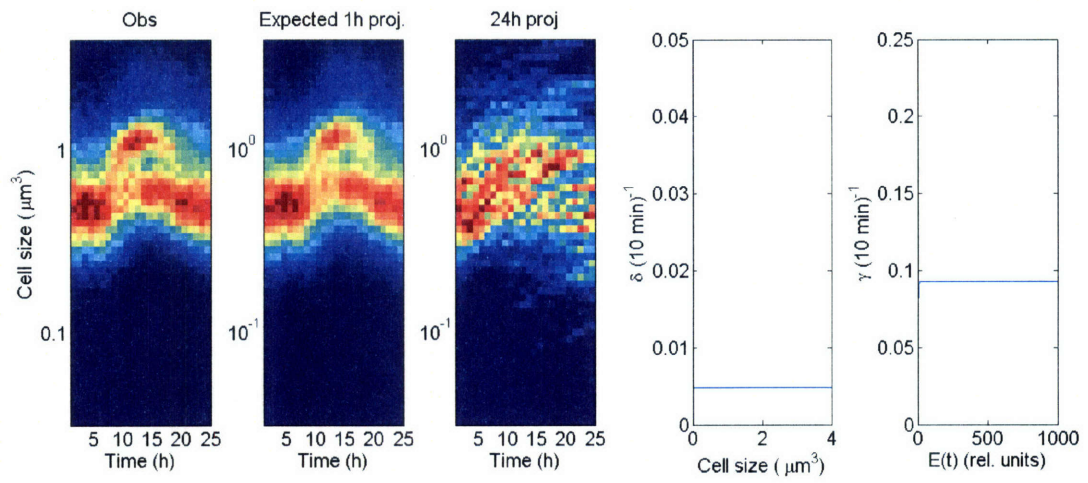 Obs
Expected 1h proj.
24h proj
Cell size ( μm³)
1
0.1
5 10 15 20 25
Time (h)
10⁰
10⁻¹
5 10 15 20 25
Time (h)
10⁰
10⁻¹
5 10 15 20 25
Time (h)
δ (10 min)⁻¹
0.05
0.04
0.03
0.02
0.01
0
0 2 4
Cell size ( μm³)
γ (10 min)⁻¹
0.25
0.2
0.15
0.1
0.05
0
0 500 1000
E(t) (rel. units)